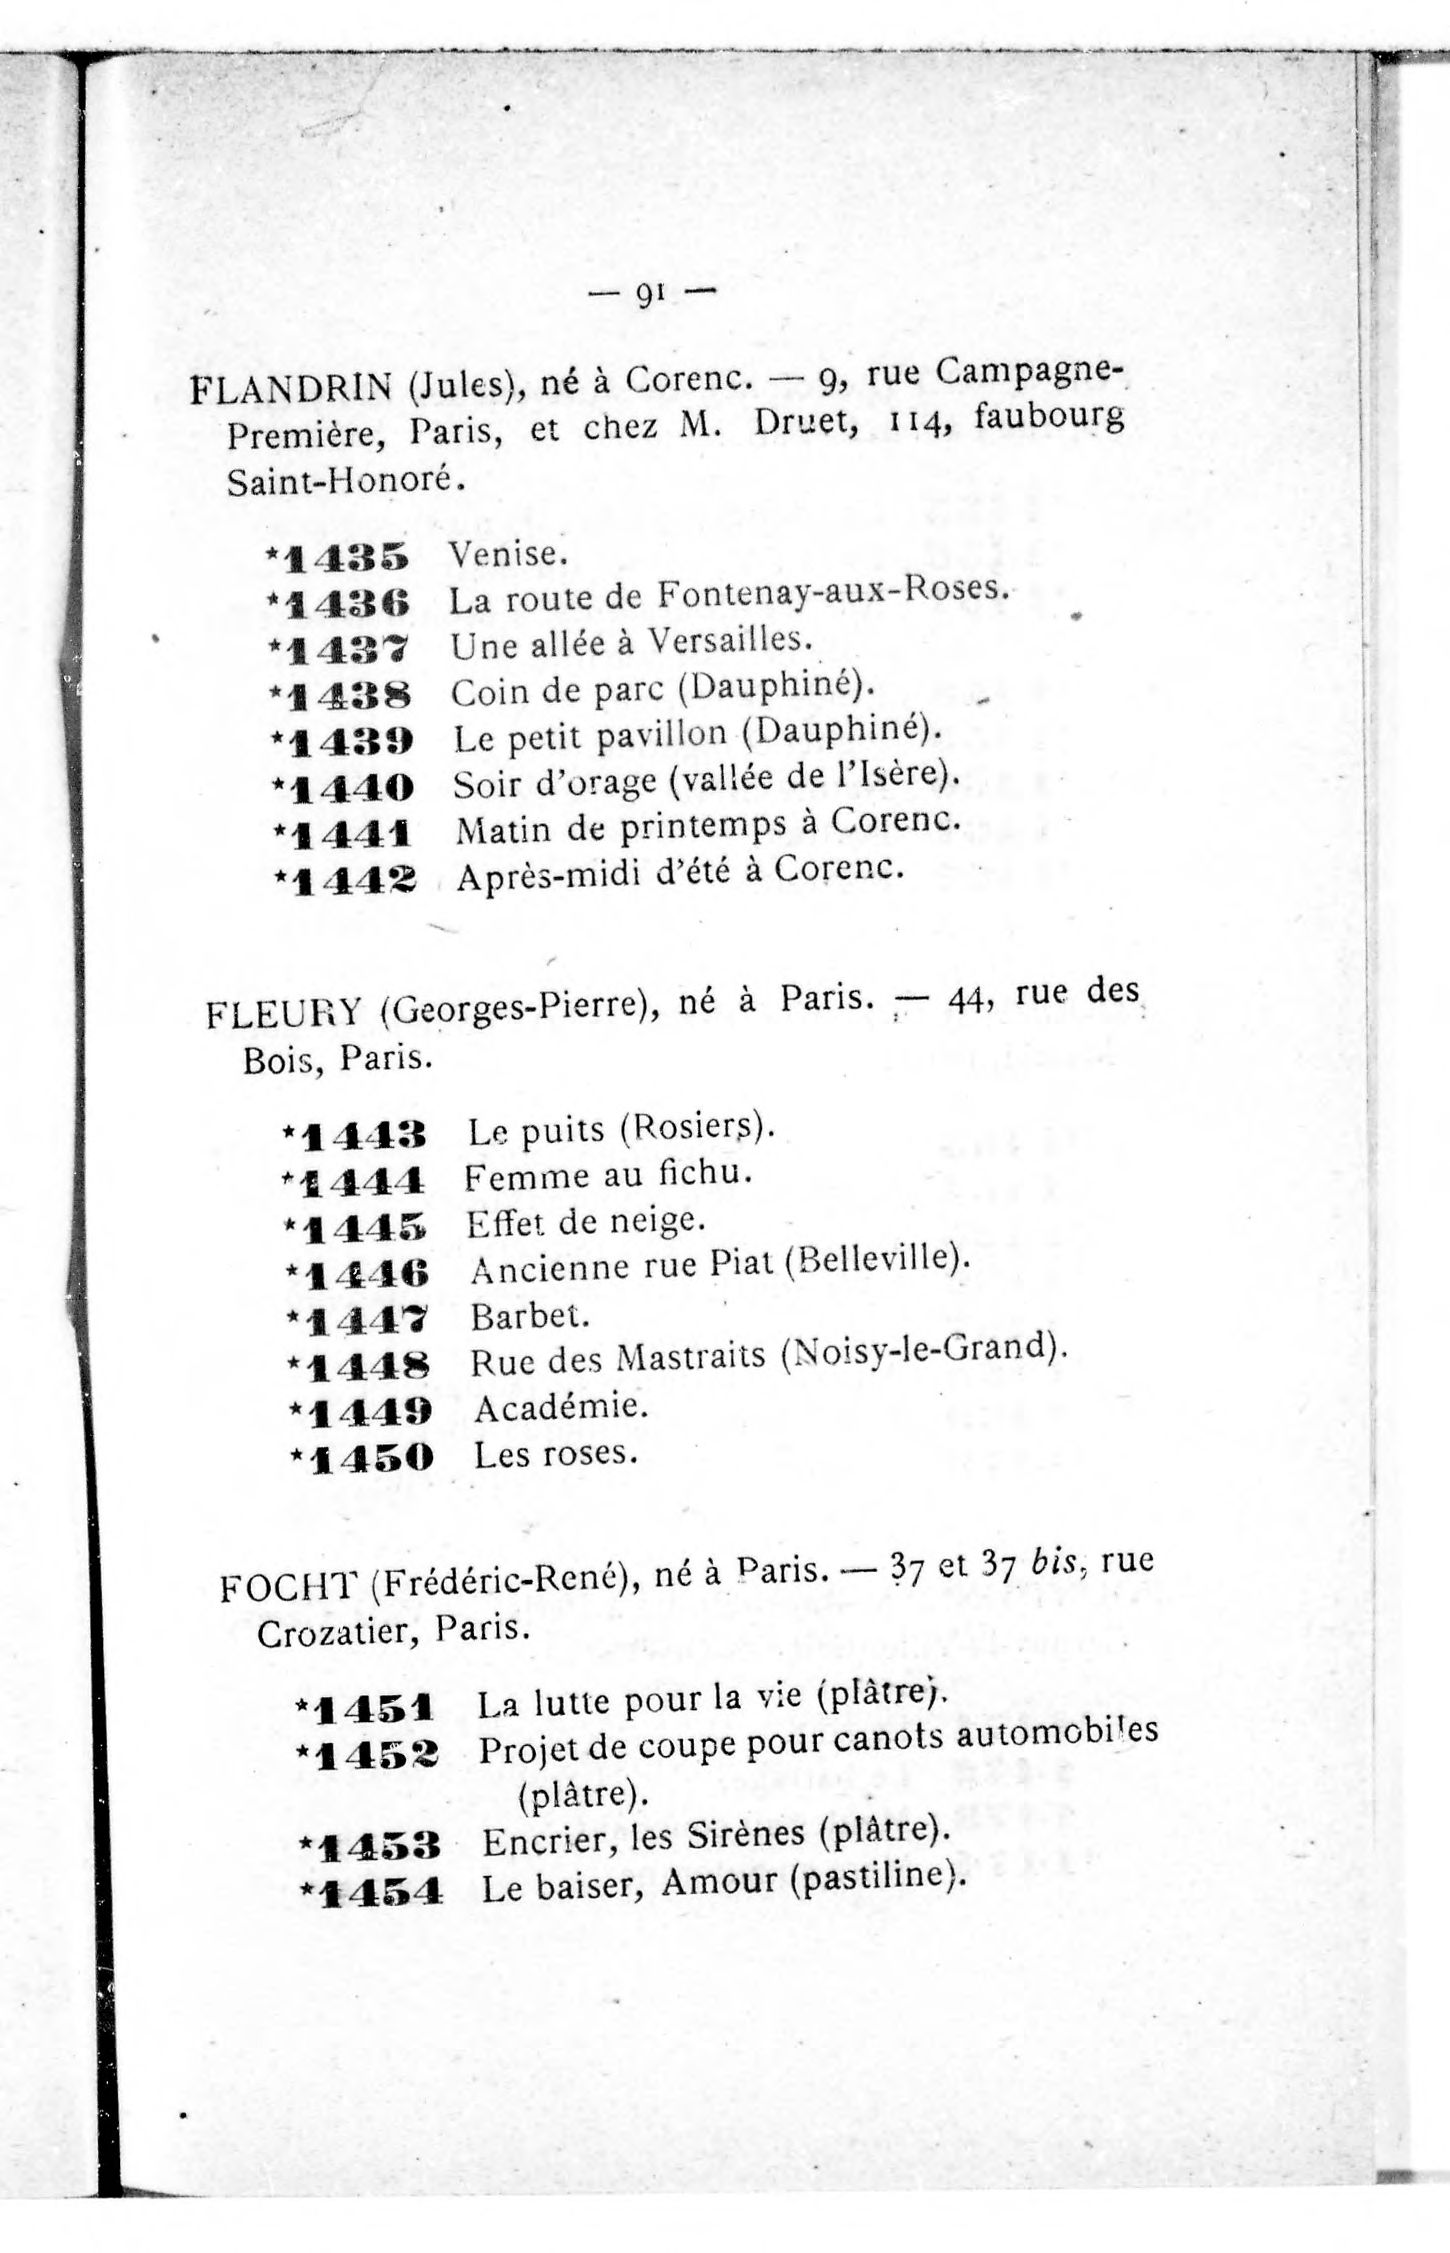 — 91 —
FLANDRIN (Jules), né à Corenc. — 9, rue Campagne-
Première, Paris, et chez M. Druet, 114, faubourg
Saint-Honoré.
*1435 Venise.
*1436 La route de Fontenay-aux-Roses.
*1437 Une allée à Versailles.
*1438 Coin de parc (Dauphiné).
*1439 Le petit pavillon (Dauphiné).
*1440 Soir d'orage (vallée de l'Isère).
*1441 Matin de printemps à Corenc.
*1442 Après-midi d'été à Corenc.
FLEURY (Georges-Pierre), né à Paris. — 44, rue des
Bois, Paris.
*1443 Le puits (Rosiers).
*1444 Femme au fichu.
*1445 Effet de neige.
*1446 Ancienne rue Piat (Belleville).
*1447 Barbet.
*1448 Rue des Mastraits (Noisy-le-Grand).
*1449 Académie.
*1450 Les roses.
FOCHT (Frédéric-René), né à Paris. — 37 et 37 bis, rue
Crozatier, Paris.
*1451 La lutte pour la vie (plâtre).
*1452 Projet de coupe pour canots automobiles
(plâtre).
*1453 Encrier, les Sirènes (plâtre).
*1454 Le baiser, Amour (pastiline).